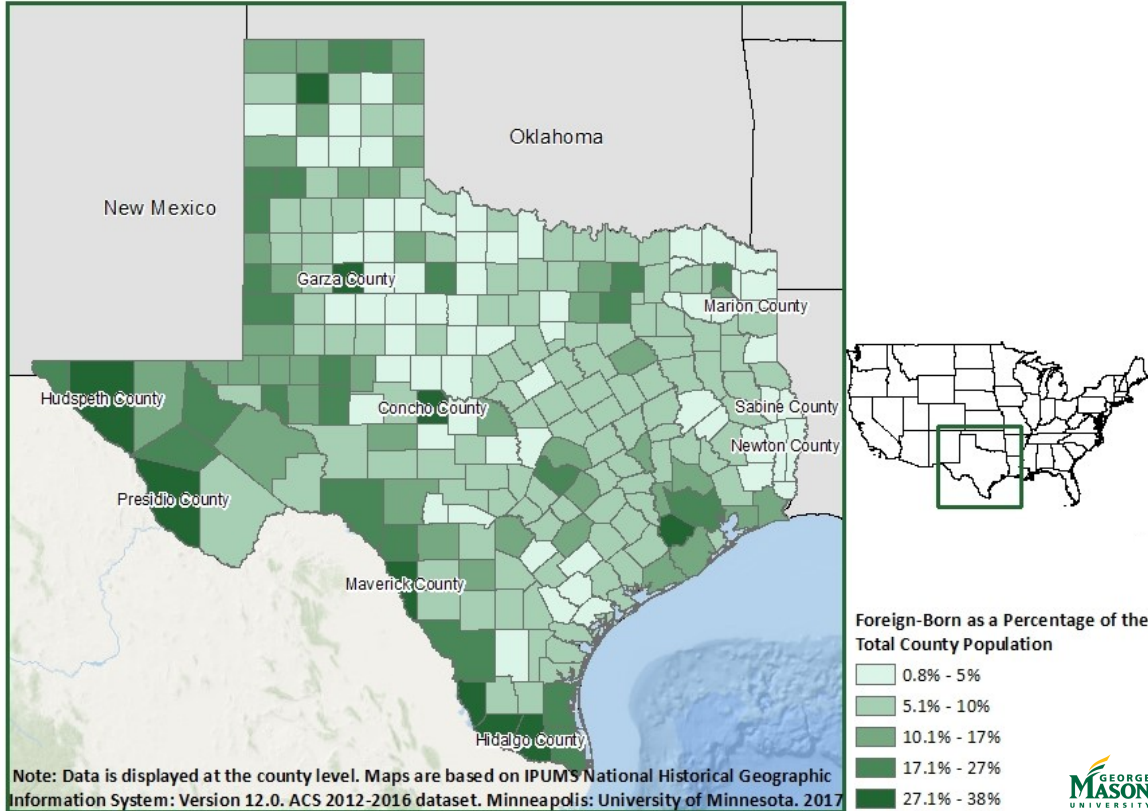 Oklahoma
New Mexico
Garza County
Marion County
Hudspeth County
Concho County
Sabine County
Newton County
Presidio County
Maverick County
Hidalgo County
Note: Data is displayed at the county level. Maps are based on IPUMS National Historical Geographic
Information System: Version 12.0. ACS 2012-2016 dataset. Minneapolis: University of Minnesota. 2017
Foreign-Born as a Percentage of the
Total County Population
0.8% - 5%
5.1% - 10%
10.1% - 17%
17.1% - 27%
27.1% - 38%
GEORGE
MASON
UNIVERSITY